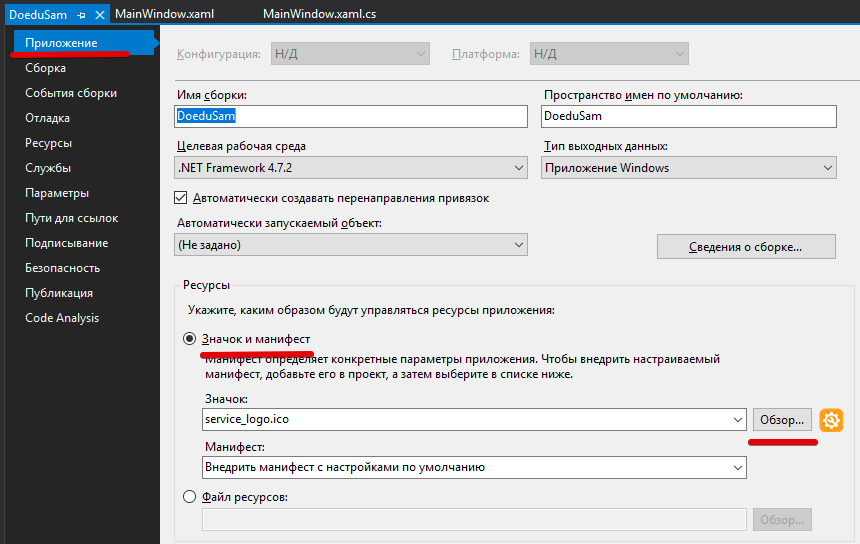 DoeduSam
MainWindow.xaml
MainWindow.xaml.cs
Приложение
Сборка
События сборки
Отладка
Ресурсы
Службы
Параметры
Пути для ссылок
Подписывание
Безопасность
Публикация
Code Analysis
Конфигурация: Н/Д
Платформа: Н/Д
Имя сборки:
DoeduSam
Пространство имен по умолчанию:
DoeduSam
Целевая рабочая среда
.NET Framework 4.7.2
Тип выходных данных:
Приложение Windows
Автоматически создавать перенаправления привязок
Автоматически запускаемый объект:
(Не задано)
Сведения о сборке...
Ресурсы
Укажите, каким образом будут управляться ресурсы приложения:
Значок и манифест
Манифест определяет конкретные параметры приложения. Чтобы внедрить настраиваемый
манифест, добавьте его в проект, а затем выберите в списке ниже.
Значок:
service_logo.ico
Обзор...
Манифест:
Внедрить манифест с настройками по умолчанию
Файл ресурсов:
Обзор...